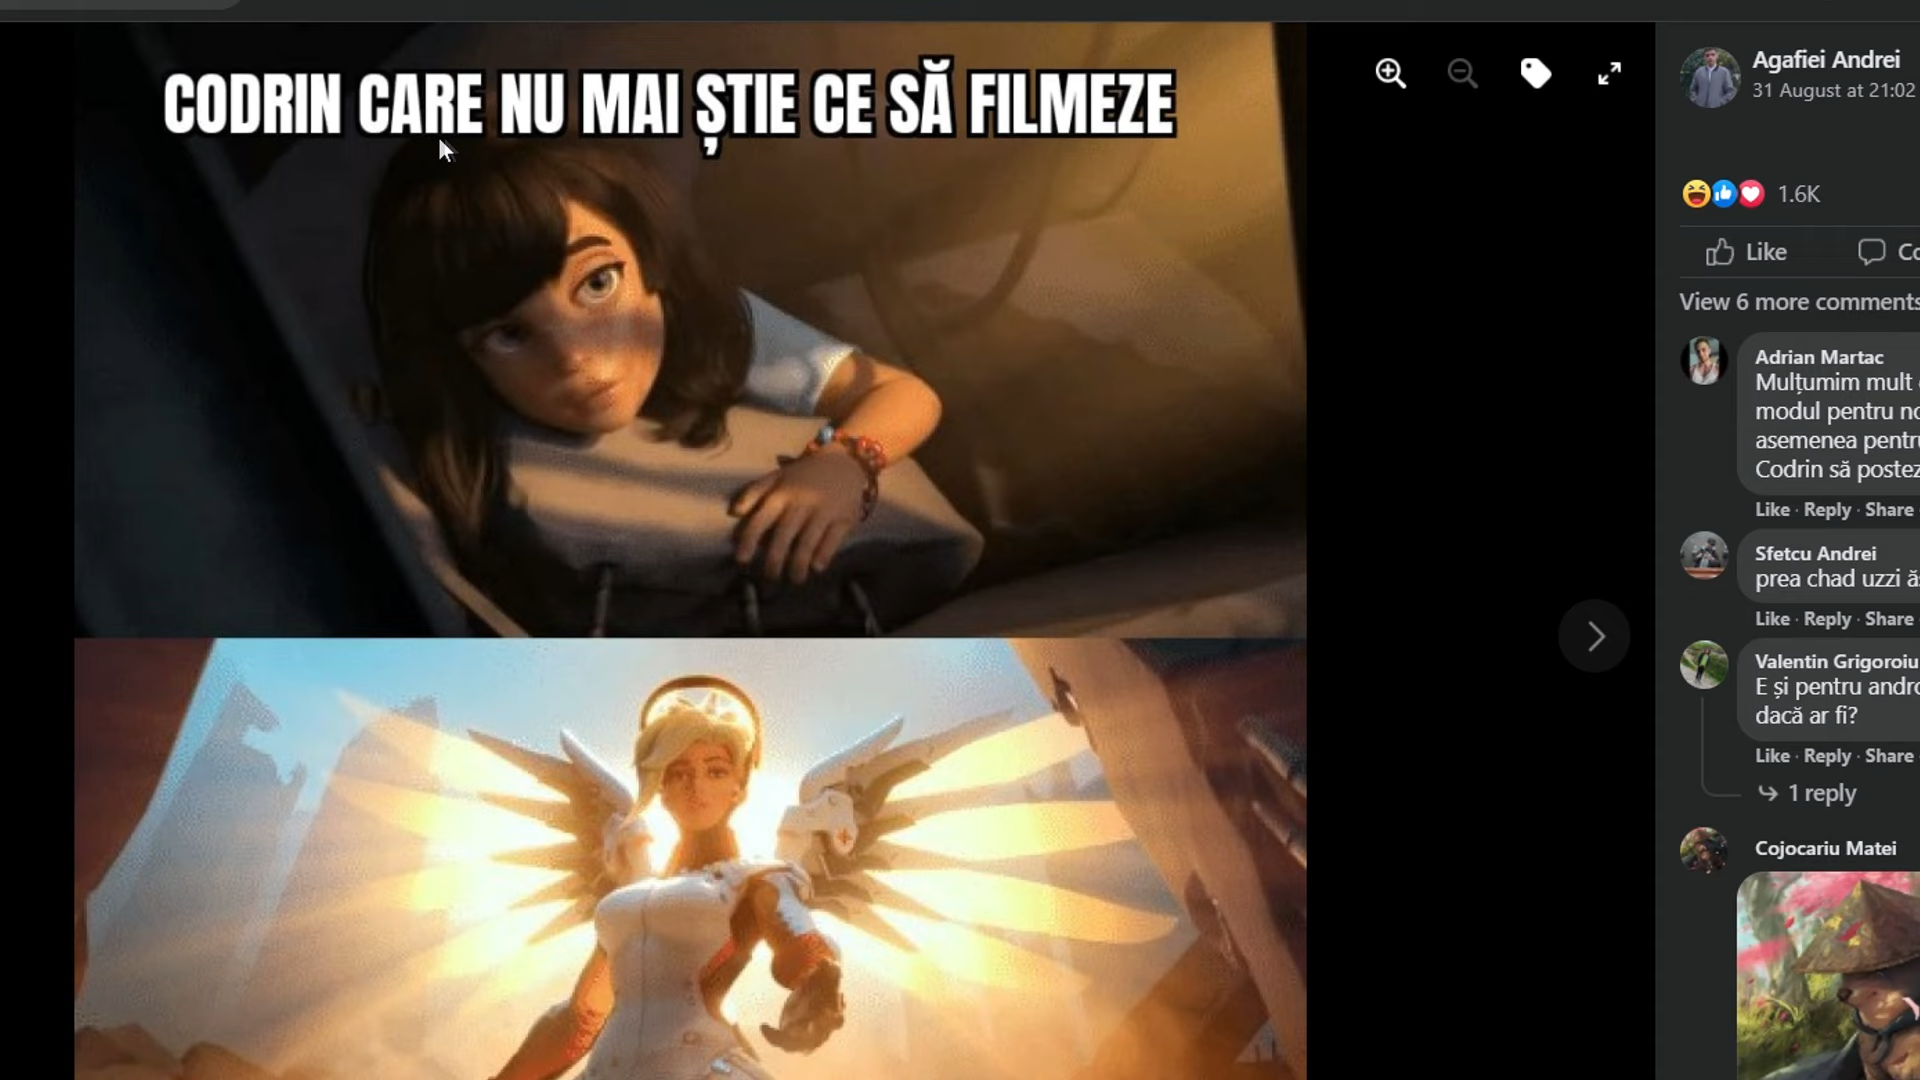 CODRIN CARE NU MAI ȘTIE CE SĂ FILMEZE
Agafiei Andrei
31 August at 21:02
1.6K
Like
View 6 more comments
Adrian Martac
Mulțumim mult
modul pentru
asemenea
Codrin să
Like · Reply · Share
Sfetcu Andrei
prea chad uzzi
Like · Reply · Share
Valentin Grigoroiu
E și pentru
dacă ar fi?
Like · Reply · Share
1 reply
Cojocariu Matei